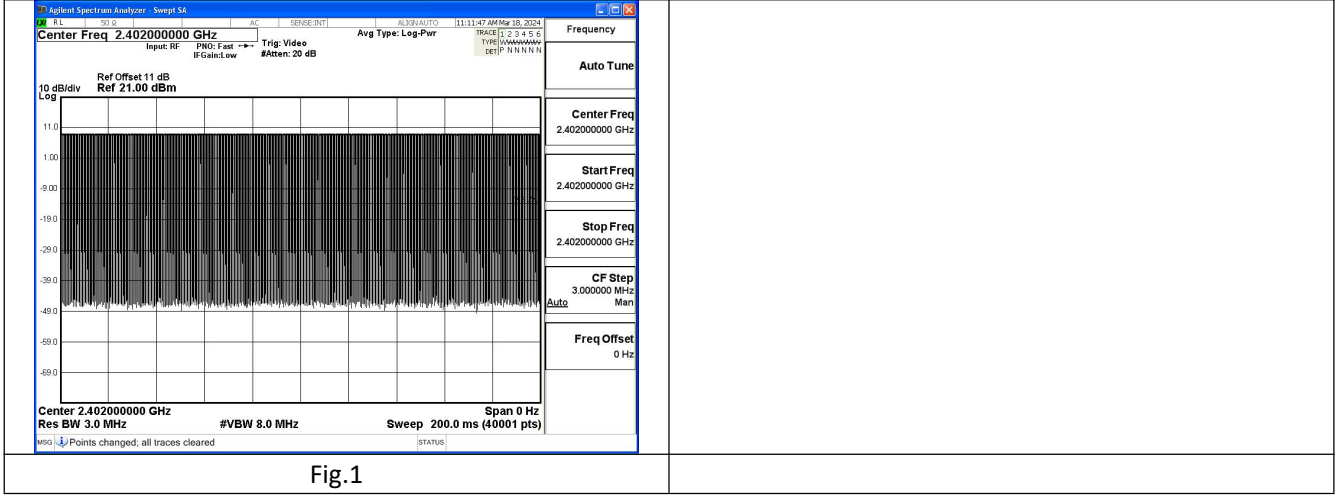 Agilent Spectrum Analyzer - Swept SA
RL 50 Ω AC SENSE:INT ALIGN AUTO 11:11:47 AM Mar 18, 2024
Center Freq 2.402000000 GHz
Input: RF PNO: Fast Trig: Video Avg Type: Log-Pwr TRACE 1 2 3 4 5 6
IFGain:Low #Atten: 20 dB TYPE WWWWWW
DET P N N N N N
Ref Offset 11 dB
10 dB/div Ref 21.00 dBm
Log
11.0
1.00
-9.00
-19.0
-29.0
-39.0
-49.0
-59.0
-69.0
Center 2.402000000 GHz Span 0 Hz
Res BW 3.0 MHz #VBW 8.0 MHz Sweep 200.0 ms (40001 pts)
MSG Points changed; all traces cleared STATUS
Frequency
Auto Tune
Center Freq
2.402000000 GHz
Start Freq
2.402000000 GHz
Stop Freq
2.402000000 GHz
CF Step
3.000000 MHz
Auto Man
Freq Offset
0 Hz
Fig.1